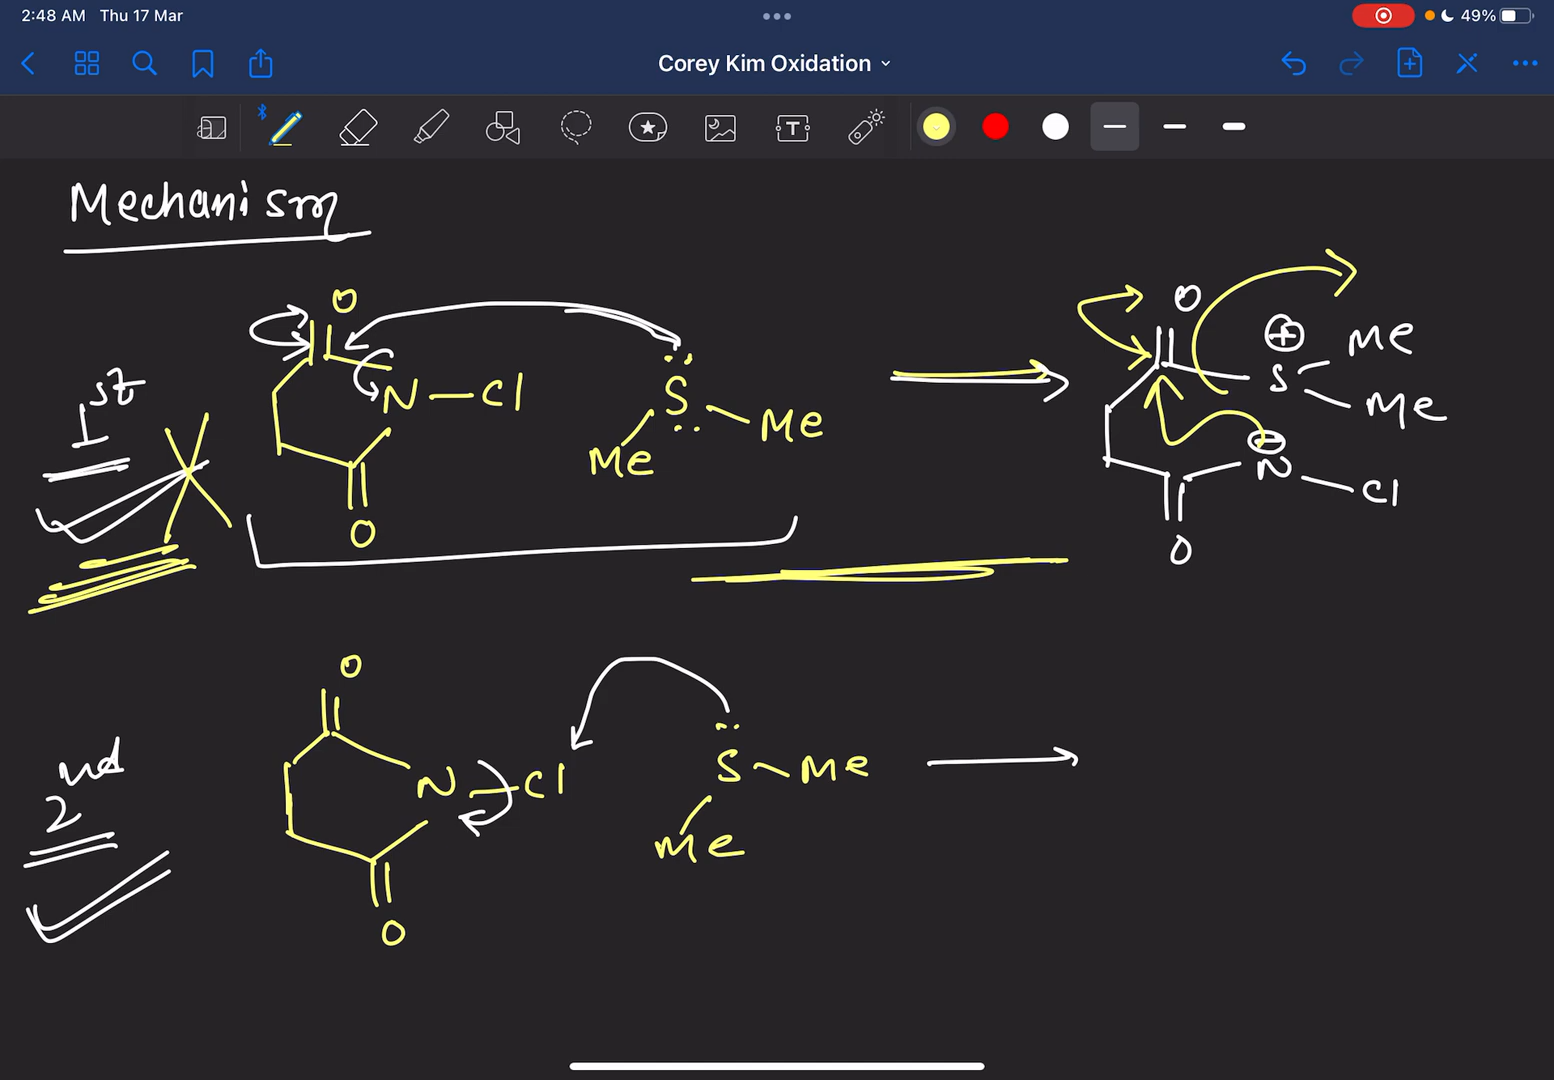 2:48 AM Thu 17 Mar
49%
Corey Kim Oxidation
T
Mechanism
O
O
1st
N—Cl
S
Me
Me
⊕
Me
S
Me
⊖
N
Cl
O
O
O
2nd
N—Cl
S
Me
Me
O